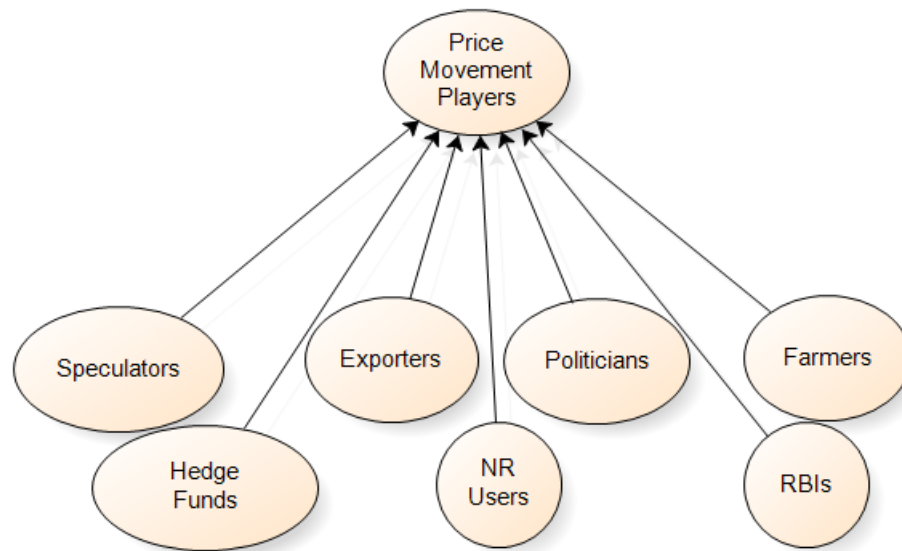 Price
Movement
Players
Speculators
Exporters
Politicians
Farmers
Hedge
Funds
NR
Users
RBIs